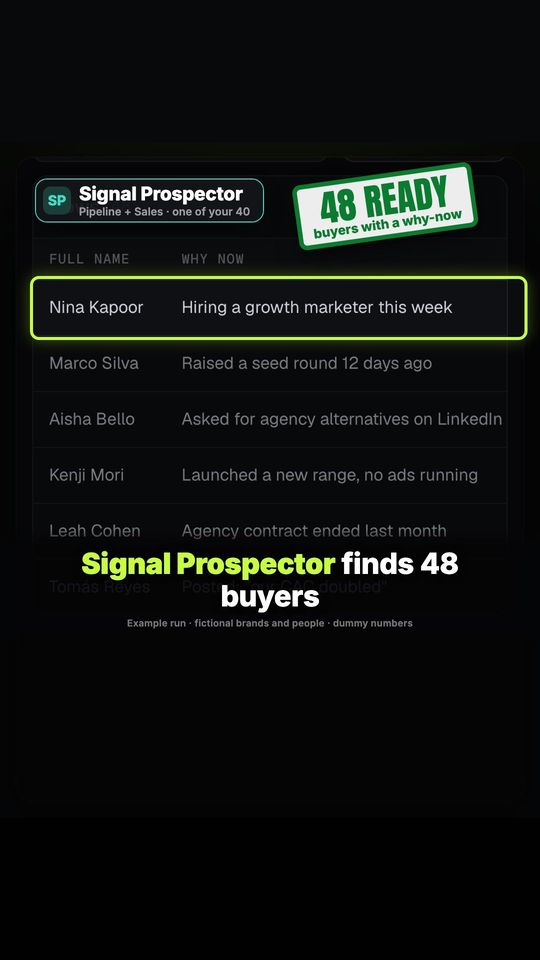 SP
Signal Prospector
Pipeline + Sales · one of your 40
48 READY
buyers with a why-now
FULL NAME WHY NOW
Nina Kapoor Hiring a growth marketer this week
Marco Silva Raised a seed round 12 days ago
Aisha Bello Asked for agency alternatives on LinkedIn
Kenji Mori Launched a new range, no ads running
Leah Cohen Agency contract ended last month
Signal Prospector finds 48
buyers
Tomás Reyes
Example run · fictional brands and people · dummy numbers